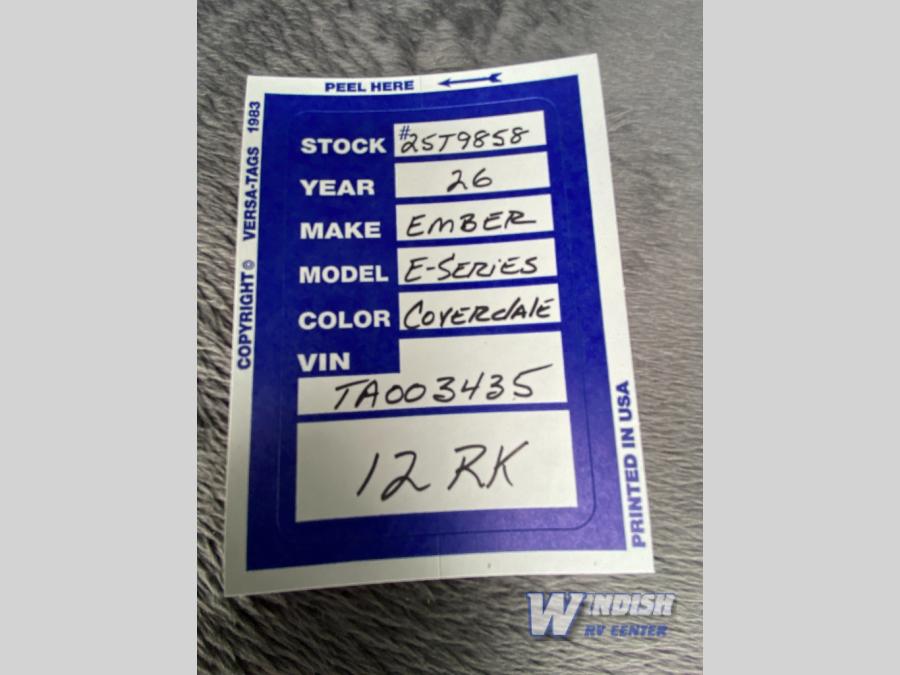 PEEL HERE
COPYRIGHT © VERSA-TAGS 1983
STOCK #25T9858
YEAR 26
MAKE EMBER
MODEL E-SERIES
COLOR COVERDALE
VIN
TA003435
12 RK
PRINTED IN USA
WINDISH
RV CENTER